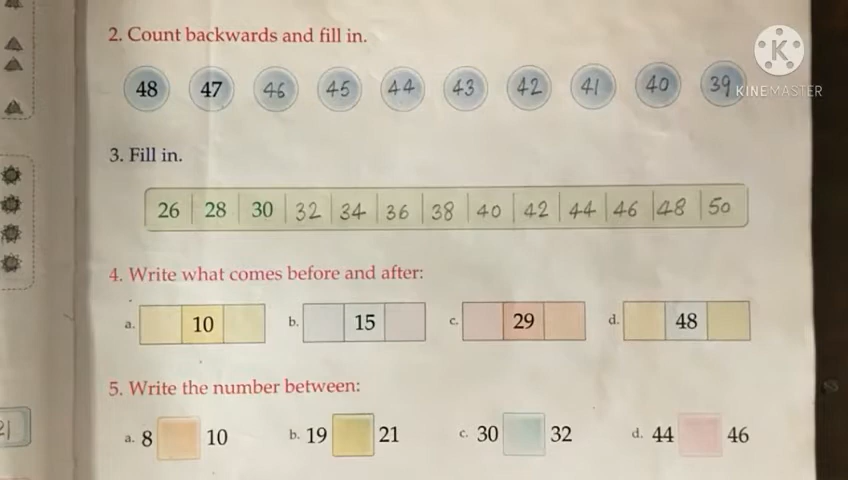 2. Count backwards and fill in.
48 47 46 45 44 43 42 41 40 39
K
KINEMASTER
3. Fill in.
26 28 30 32 34 36 38 40 42 44 46 48 50
4. Write what comes before and after:
a. 10 b. 15 c. 29 d. 48
5. Write the number between:
21
a. 8 10 b. 19 21 c. 30 32 d. 44 46